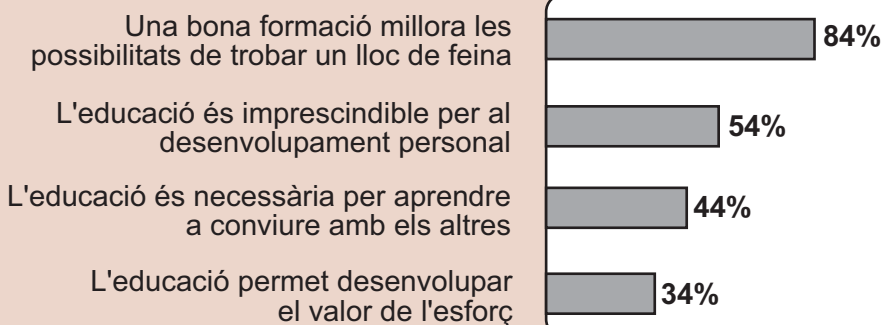 Una bona formació millora les
possibilitats de trobar un lloc de feina
84%
L'educació és imprescindible per al
desenvolupament personal
54%
L'educació és necessària per aprendre
a conviure amb els altres
44%
L'educació permet desenvolupar
el valor de l'esforç
34%